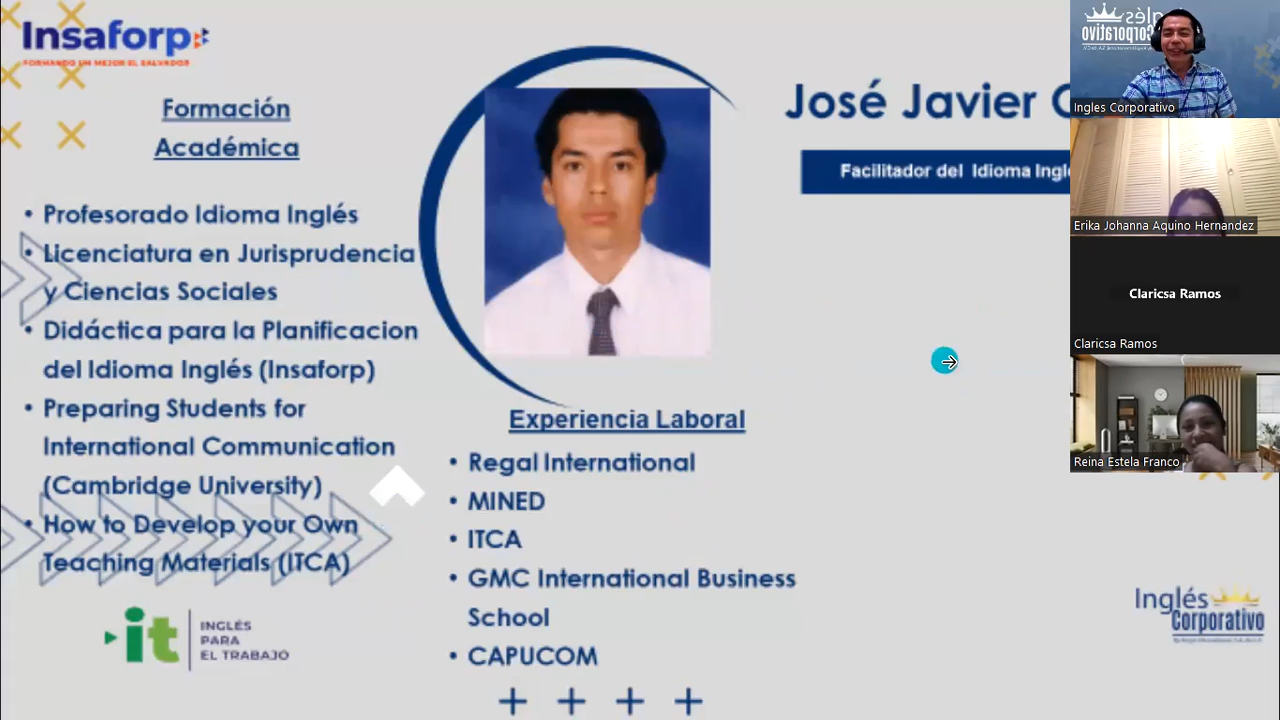 Insaforp
FORMANDO UN MEJOR EL SALVADOR
Formación
Académica
• Profesorado Idioma Inglés
• Licenciatura en Jurisprudencia
y Ciencias Sociales
• Didáctica para la Planificacion
del Idioma Inglés (Insaforp)
• Preparing Students for
International Communication
(Cambridge University)
• How to Develop your Own
Teaching Materials (ITCA)
it
INGLÉS
PARA
EL TRABAJO
José Javier
Facilitador del Idioma Ingl
Experiencia Laboral
• Regal International
• MINED
• ITCA
• GMC International Business
School
• CAPUCOM
Inglés
Corporativo
Ingles Corporativo
Erika Johanna Aquino Hernandez
Claricsa Ramos
Claricsa Ramos
Reina Estela Franco
Inglés
Corporativo